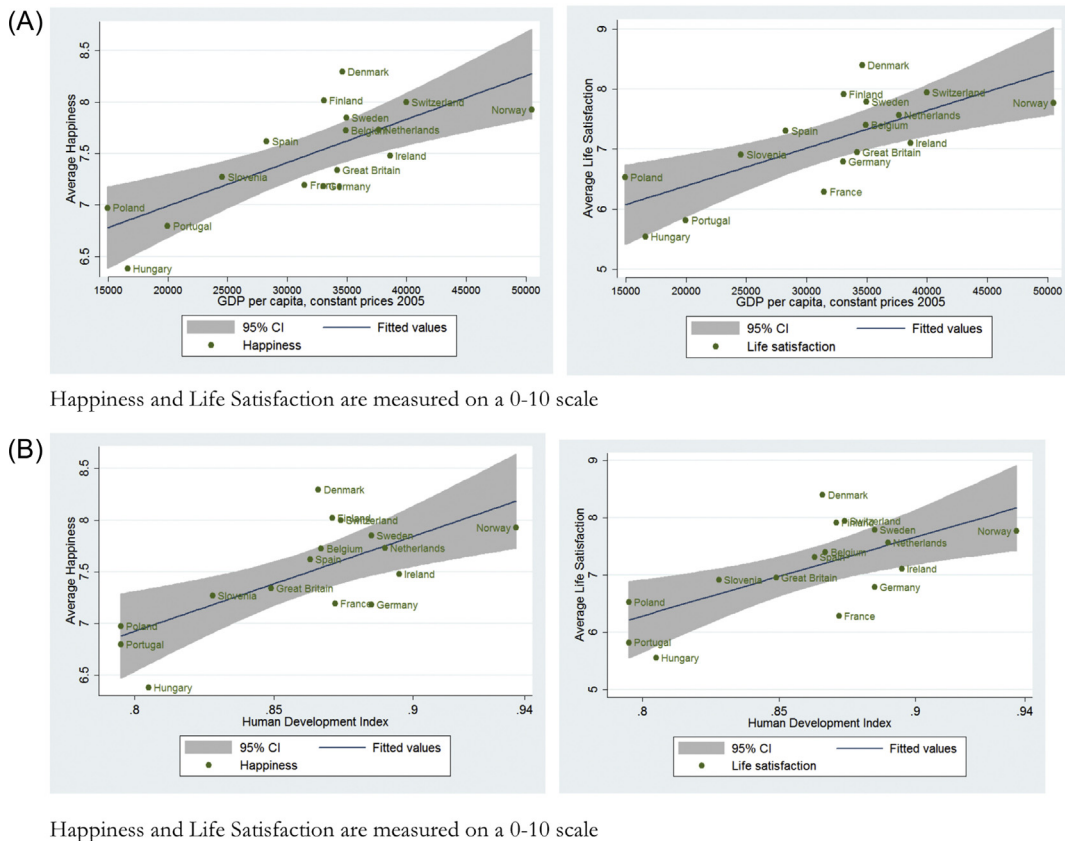 (A)
Average Happiness
8.5
8
7.5
7
6.5
Denmark
Finland
Switzerland
Norway
Sweden
Belgium
Netherlands
Spain
Ireland
Great Britain
Slovenia
France
Germany
Poland
Portugal
Hungary
15000 20000 25000 30000 35000 40000 45000 50000
GDP per capita, constant prices 2005
95% CI Fitted values
Happiness
Average Life Satisfaction
9
8
7
6
5
Denmark
Finland
Switzerland
Sweden
Norway
Netherlands
Belgium
Spain
Ireland
Great Britain
Slovenia
Germany
Poland
France
Portugal
Hungary
15000 20000 25000 30000 35000 40000 45000 50000
GDP per capita, constant prices 2005
95% CI Fitted values
Life satisfaction
Happiness and Life Satisfaction are measured on a 0-10 scale
(B)
Average Happiness
8.5
8
7.5
7
6.5
Denmark
Finland
Switzerland
Norway
Sweden
Belgium
Netherlands
Spain
Ireland
Great Britain
Slovenia
France
Germany
Poland
Portugal
Hungary
.8 .85 .9 .94
Human Development Index
95% CI Fitted values
Happiness
Average Life Satisfaction
9
8
7
6
5
Denmark
Switzerland
Finland
Sweden
Norway
Netherlands
Belgium
Spain
Ireland
Great Britain
Slovenia
Germany
Poland
France
Portugal
Hungary
.8 .85 .9 .94
Human Development Index
95% CI Fitted values
Life satisfaction
Happiness and Life Satisfaction are measured on a 0-10 scale